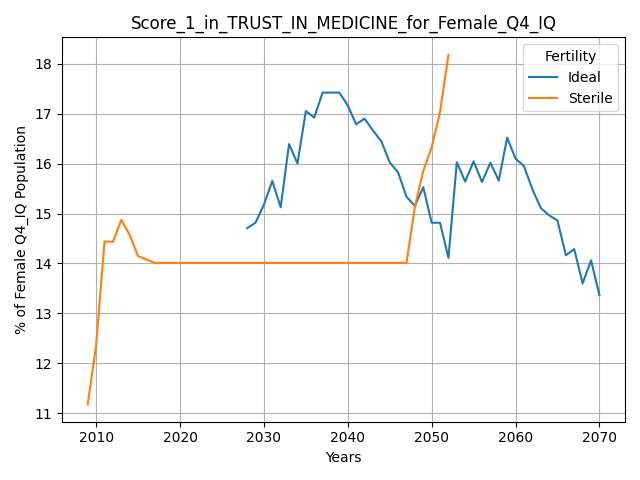 Score_1_in_TRUST_IN_MEDICINE_for_Female_Q4_IQ
Fertility
Ideal
Sterile
% of Female Q4_IQ Population
18
17
16
15
14
13
12
11
2010 2020 2030 2040 2050 2060 2070
Years